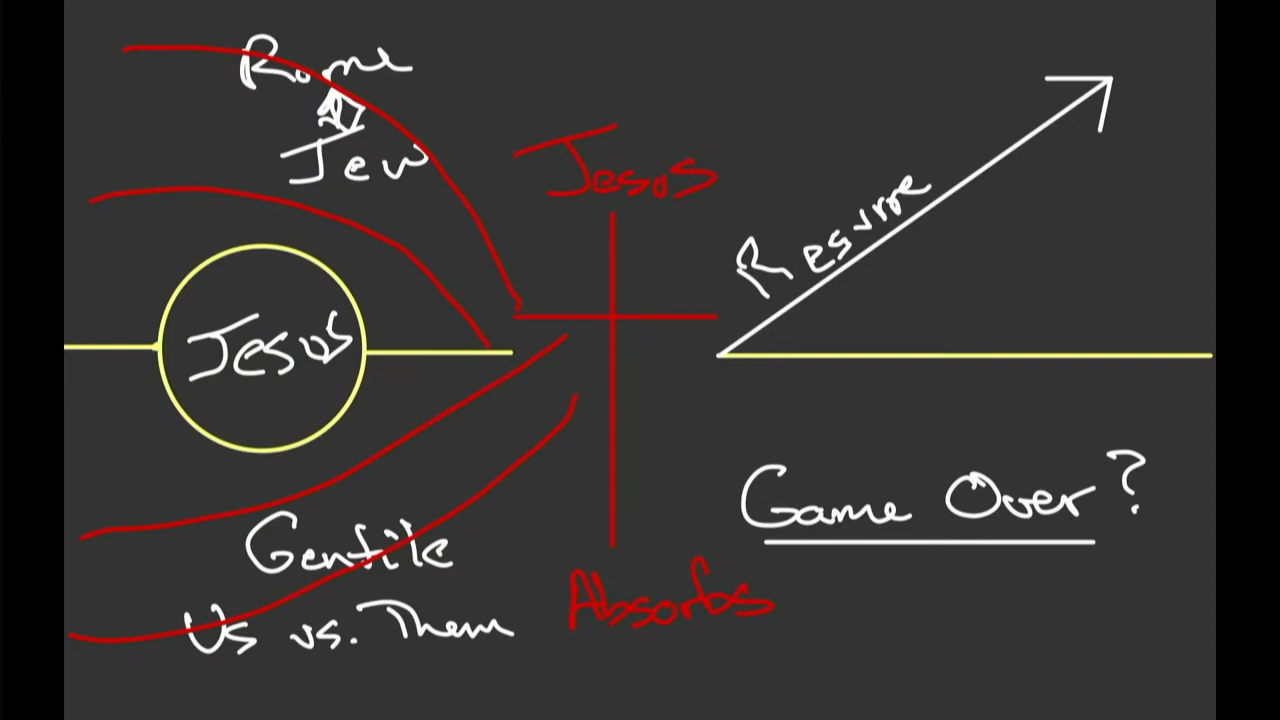 Rome
Jew
Jesus
Gentile
Us vs. Them
Jesus
Absorbs
Resurre
Game Over?